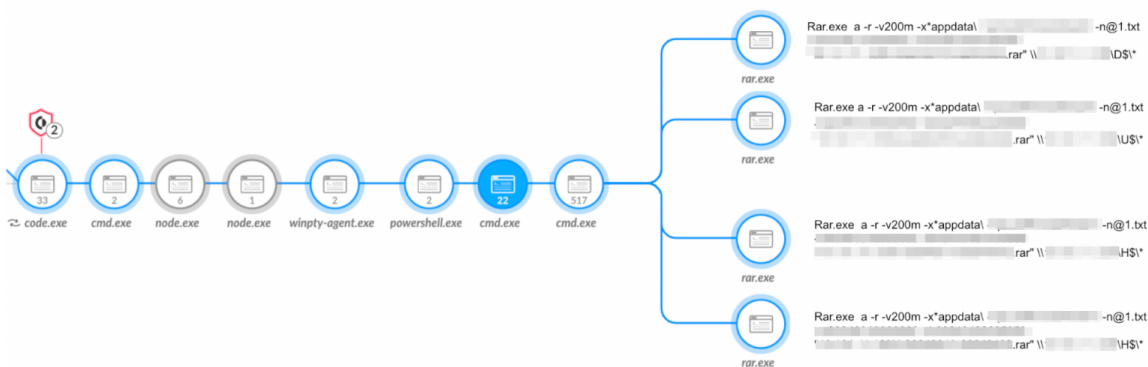 Rar.exe a -r -v200m -x*appdata\ -n@1.txt
.rar" \\ \D$\*
rar.exe
Rar.exe a -r -v200m -x*appdata\ -n@1.txt
.rar" \\ \U$\*
rar.exe
2
33
2
6
1
2
2
22
517
code.exe
cmd.exe
node.exe
node.exe
winpty-agent.exe
powershell.exe
cmd.exe
cmd.exe
Rar.exe a -r -v200m -x*appdata\ -n@1.txt
.rar" \\ \H$\*
rar.exe
Rar.exe a -r -v200m -x*appdata\ -n@1.txt
.rar" \\ \H$\*
rar.exe